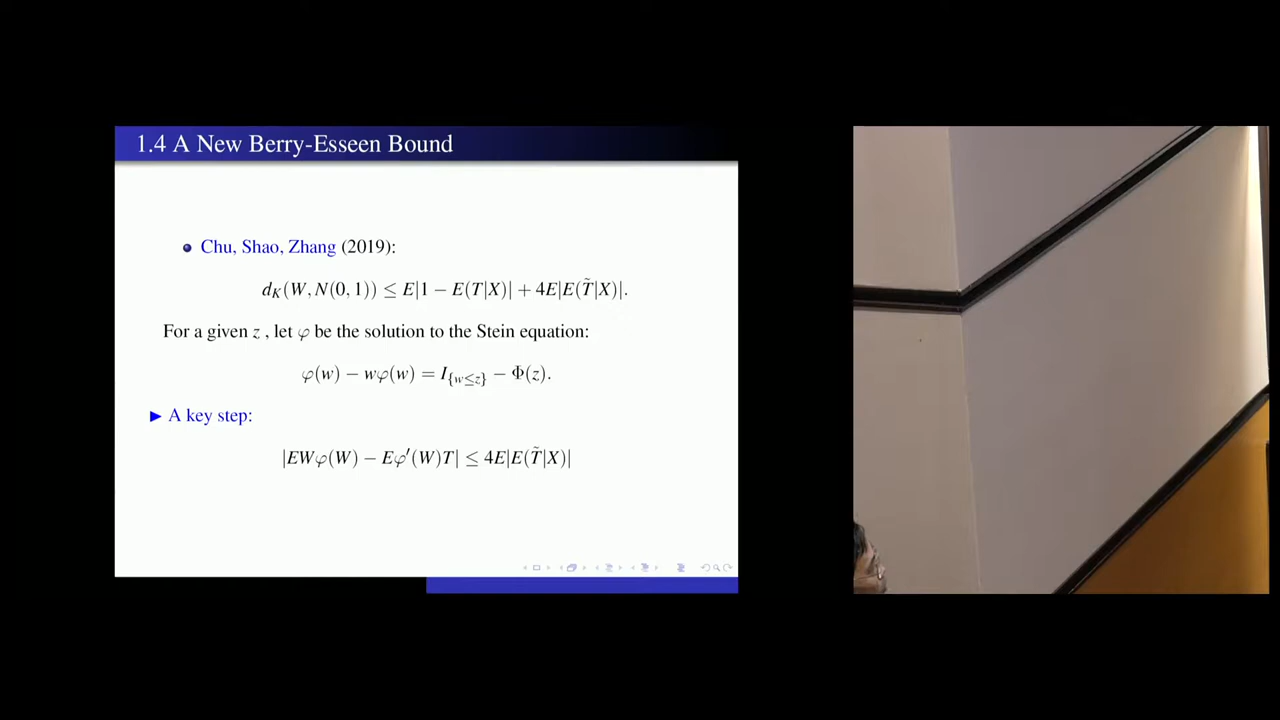 1.4 A New Berry-Esseen Bound
Chu, Shao, Zhang (2019):
d_K(W, N(0, 1)) ≤ E|1 − E(T|X)| + 4E|E(T̃|X)|.
For a given z , let φ be the solution to the Stein equation:
φ(w) − wφ(w) = I_{w≤z} − Φ(z).
▶ A key step:
|EWφ(W) − Eφ′(W)T| ≤ 4E|E(T̃|X)|